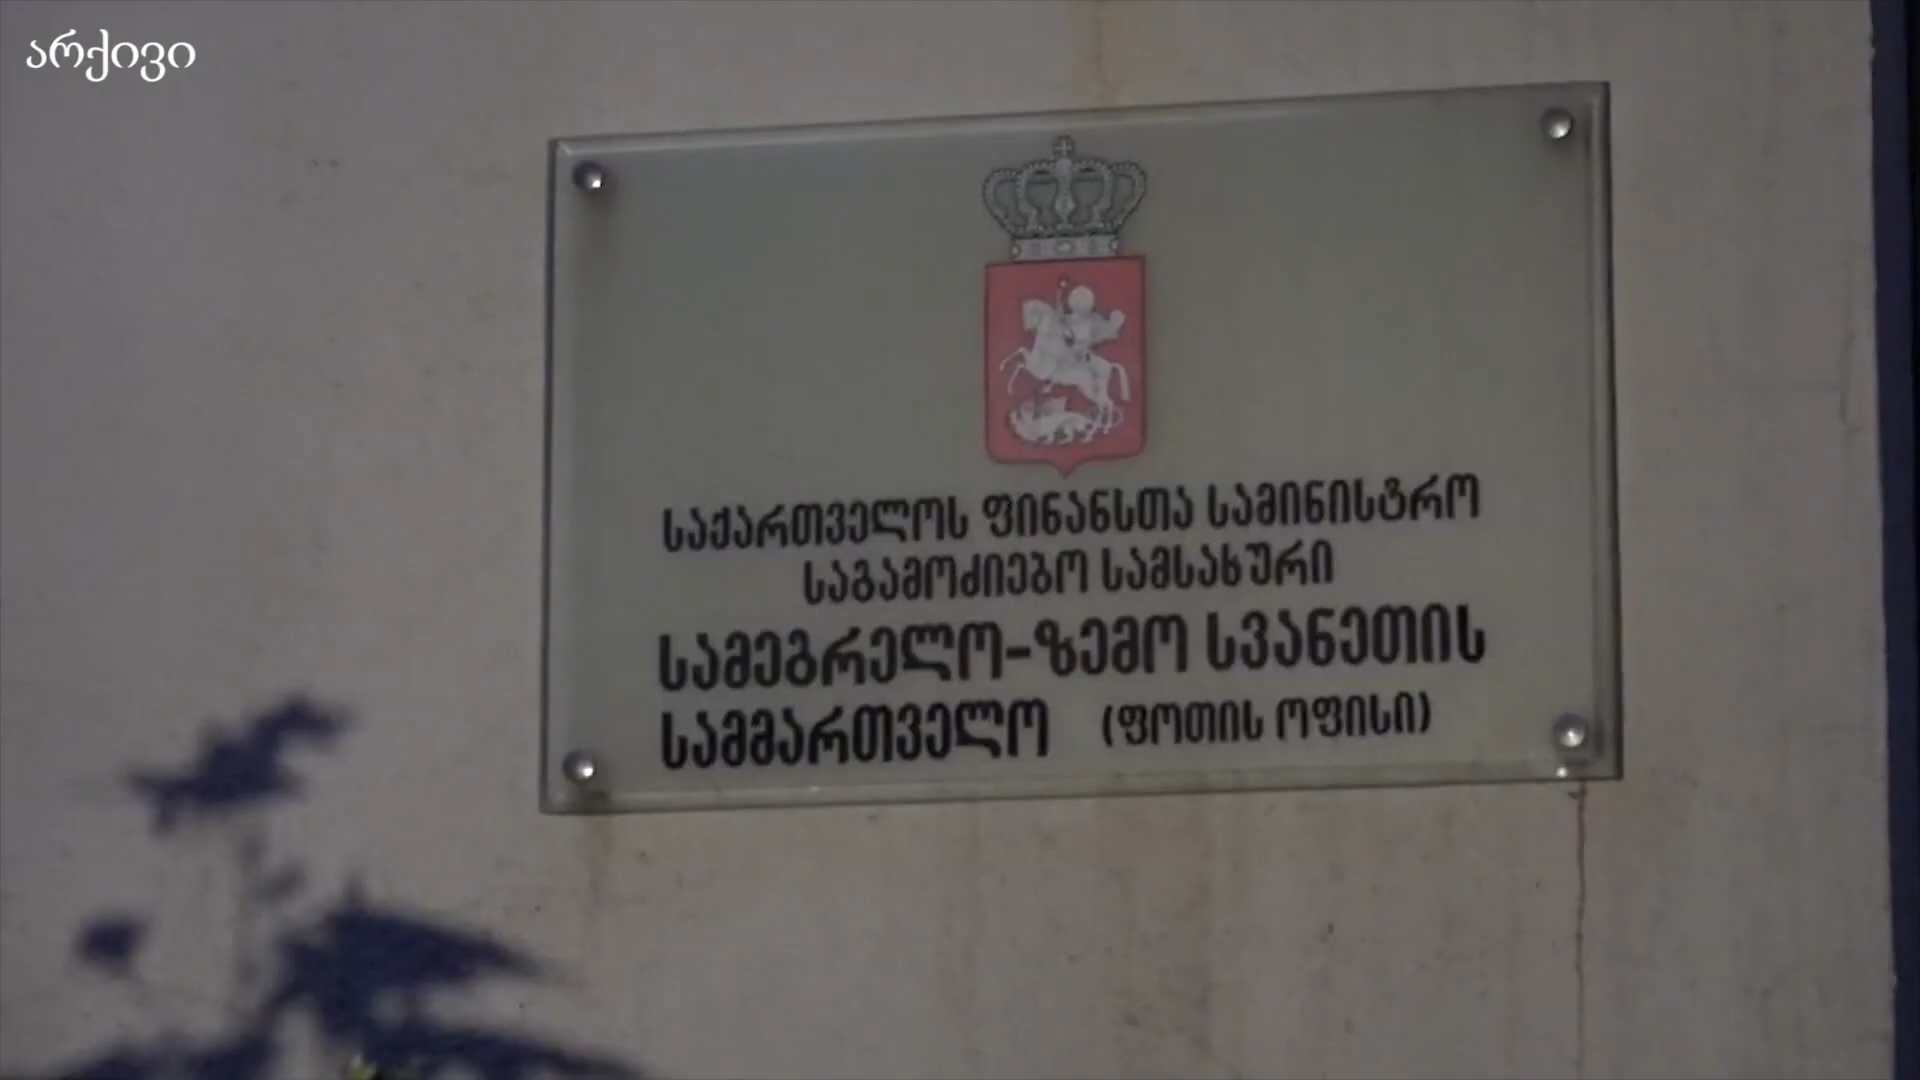 არქივი
საქართველოს ფინანსთა სამინისტრო
საგამოძიებო სამსახური
სამეგრელო-ზემო სვანეთის
სამმართველო (ფოთის ოფისი)